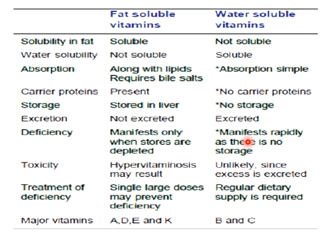 Fat soluble Water soluble
vitamins vitamins
Solubility in fat Soluble Not soluble
Water solubility Not soluble Soluble
Absorption Along with lipids *Absorption simple
Requires bile salts
Carrier proteins Present *No carrier proteins
Storage Stored in liver *No storage
Excretion Not excreted Excreted
Deficiency Manifests only *Manifests rapidly
when stores are as there is no
depleted storage
Toxicity Hypervitaminosis Unlikely, since
may result excess is excreted
Treatment of Single large doses Regular dietary
deficiency may prevent supply is required
deficiency
Major vitamins A,D,E and K B and C